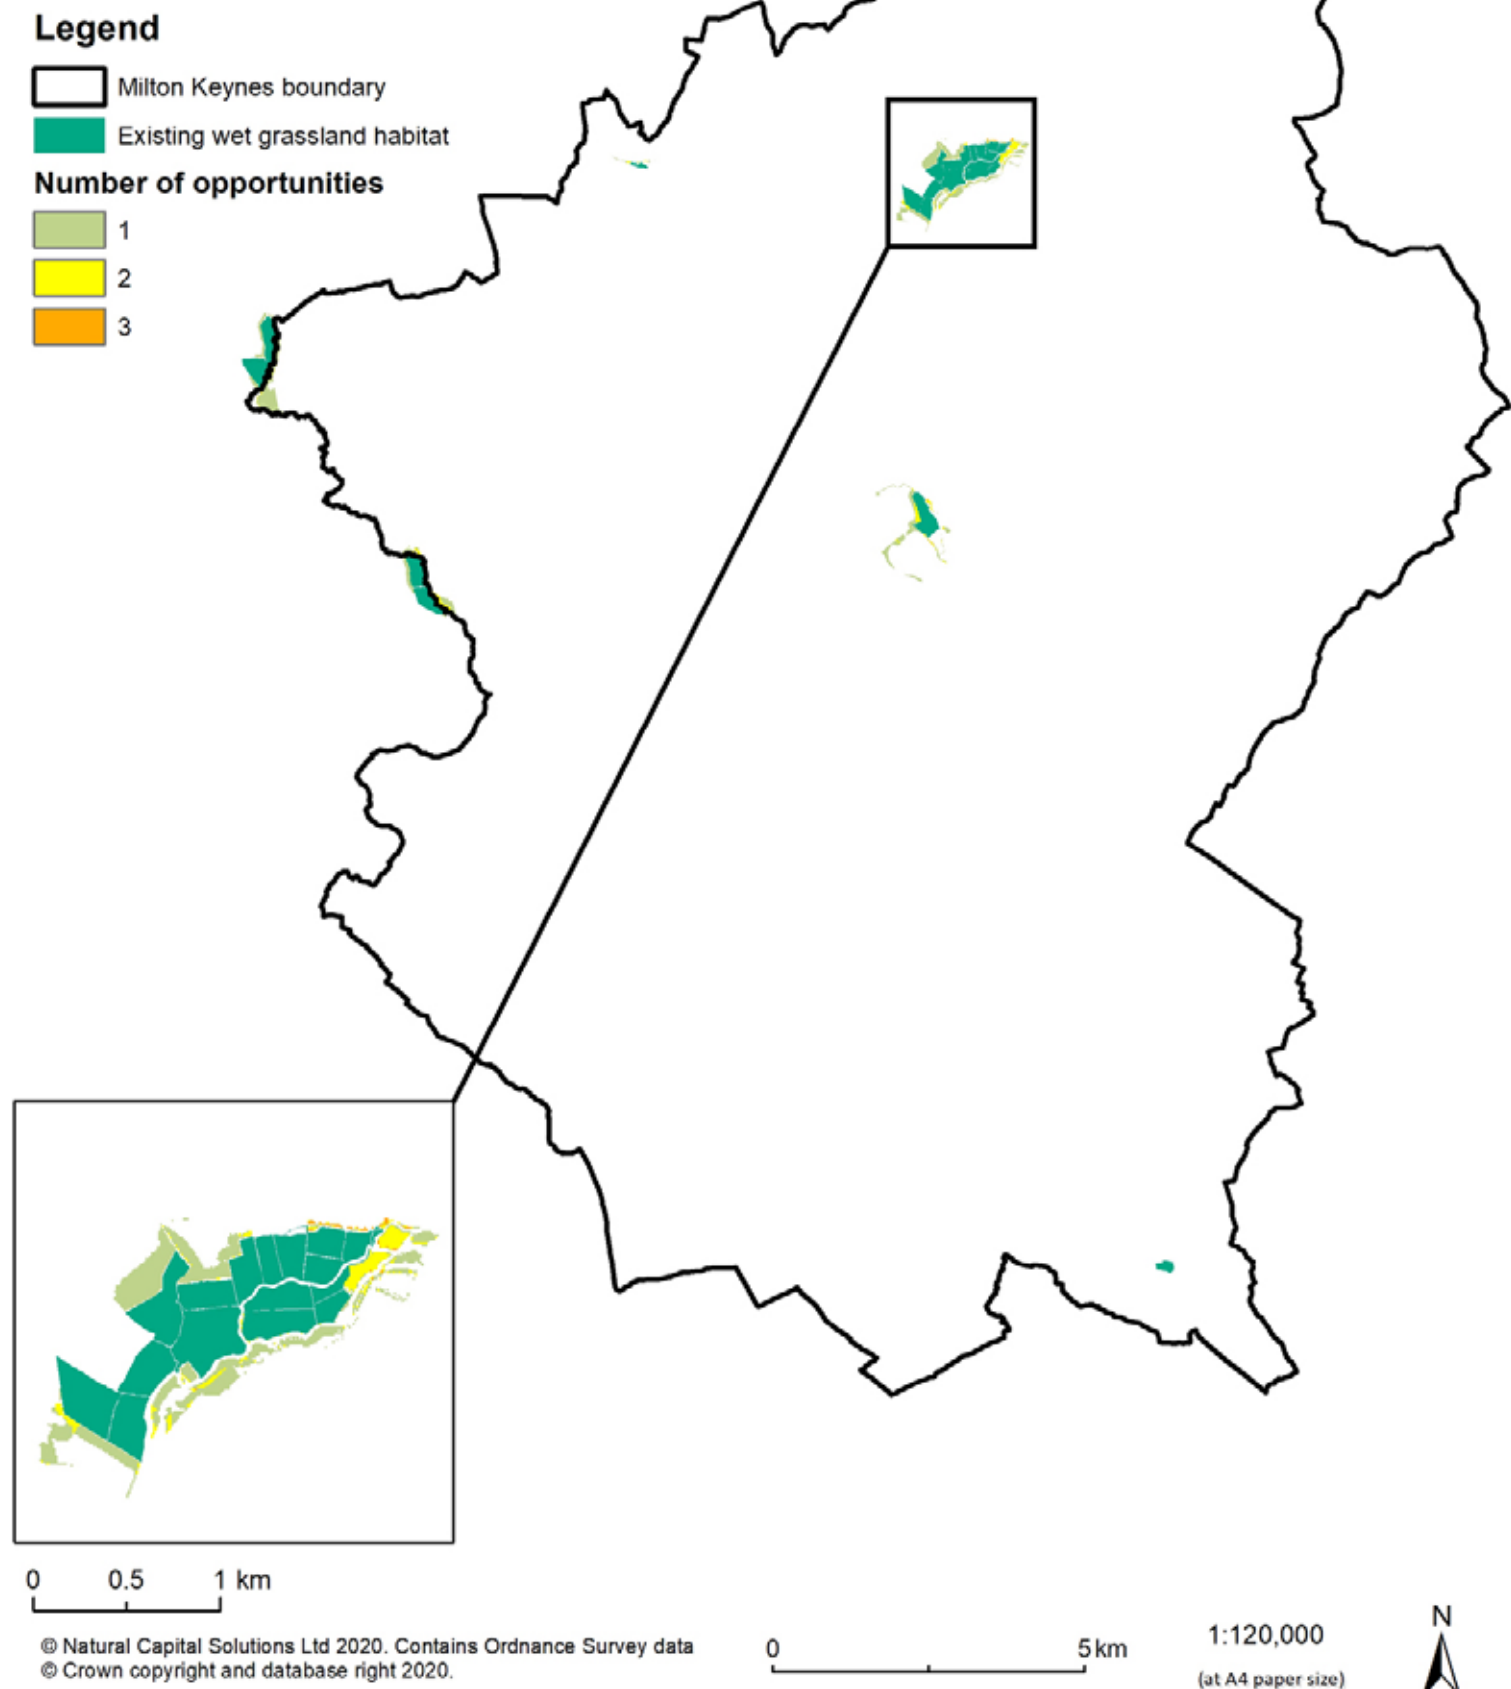 Legend
Milton Keynes boundary
Existing wet grassland habitat
Number of opportunities
1
2
3
0 0.5 1 km
© Natural Capital Solutions Ltd 2020. Contains Ordnance Survey data
© Crown copyright and database right 2020.
0 5 km
1:120,000
(at A4 paper size)
N